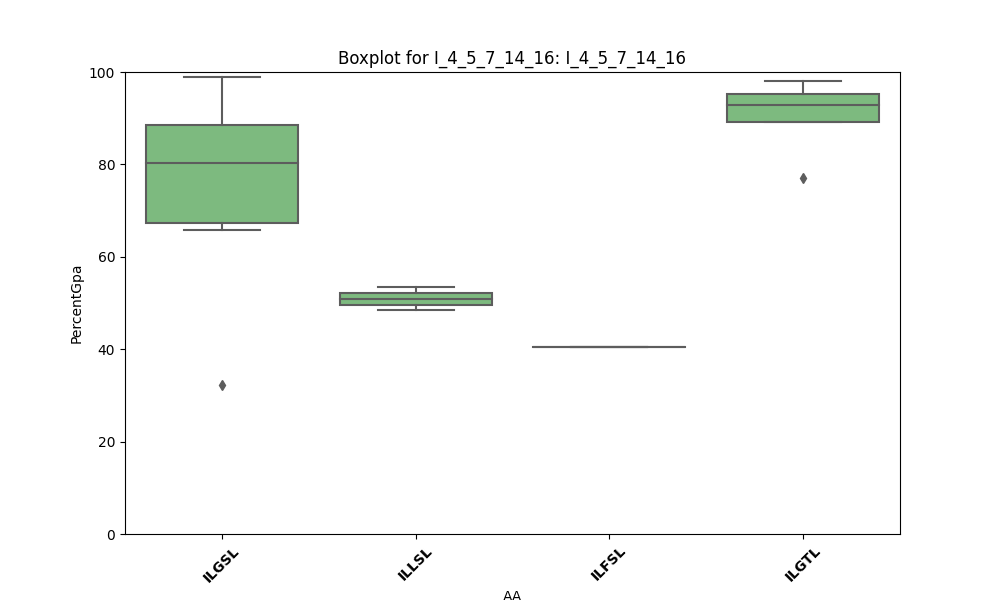 Boxplot for I_4_5_7_14_16: I_4_5_7_14_16
100
80
60
40
20
0
PercentGpa
ILGSL
ILLSL
ILFSL
ILGTL
AA